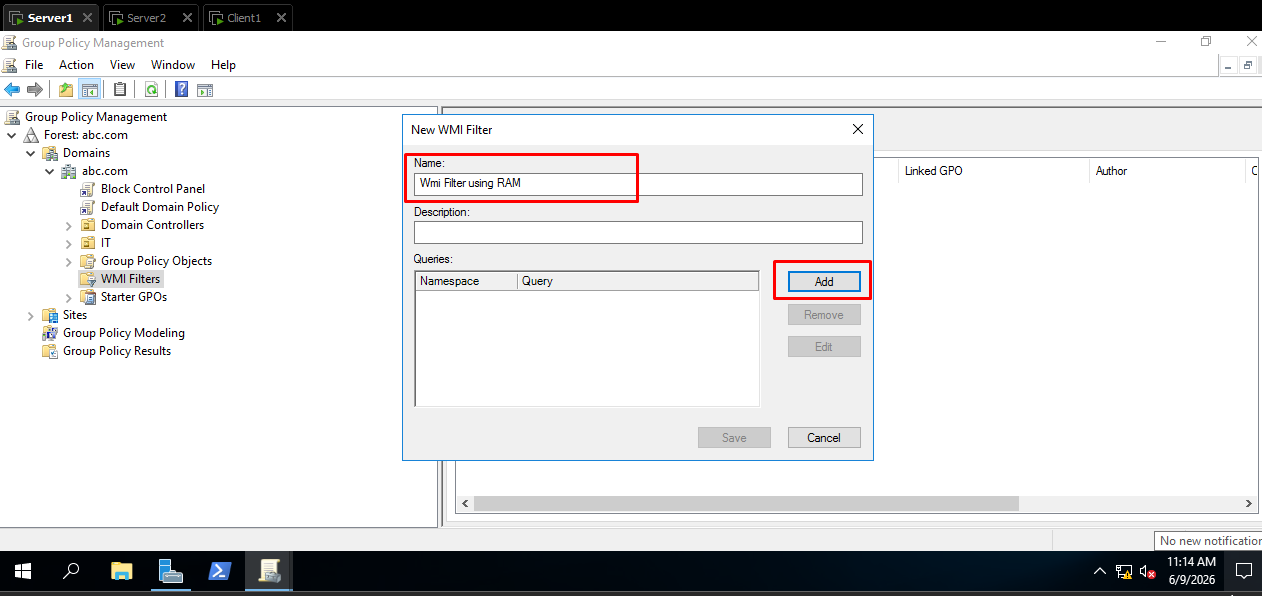 Server1
Server2
Client1
Group Policy Management
File Action View Window Help
Group Policy Management
Forest: abc.com
Domains
abc.com
Block Control Panel
Default Domain Policy
Domain Controllers
IT
Group Policy Objects
WMI Filters
Starter GPOs
Sites
Group Policy Modeling
Group Policy Results
New WMI Filter
Name:
Wmi Filter using RAM
Description:
Queries:
Namespace Query
Add
Remove
Edit
Save Cancel
Linked GPO Author
No new notification
11:14 AM
6/9/2026